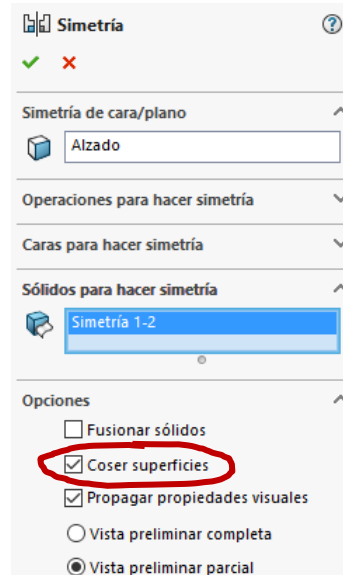 Simetría
Simetría de cara/plano
Alzado
Operaciones para hacer simetría
Caras para hacer simetría
Sólidos para hacer simetría
Simetría 1-2
Opciones
Fusionar sólidos
Coser superficies
Propagar propiedades visuales
Vista preliminar completa
Vista preliminar parcial